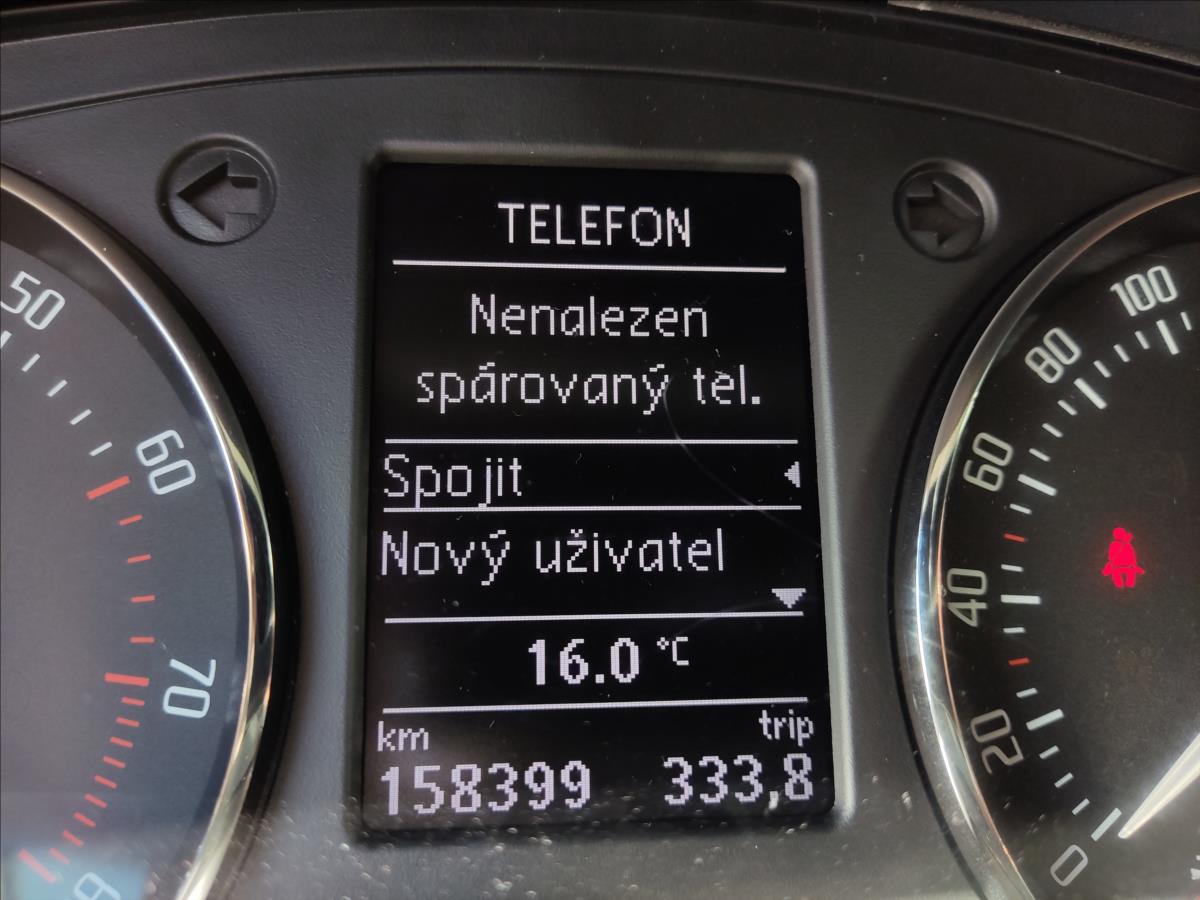 TELEFON
Nenalezen
spárovaný tel.
Spojit
Nový uživatel
16.0 °C
km trip
158399 333,8
50
60
70
8
100
80
60
40
20
0